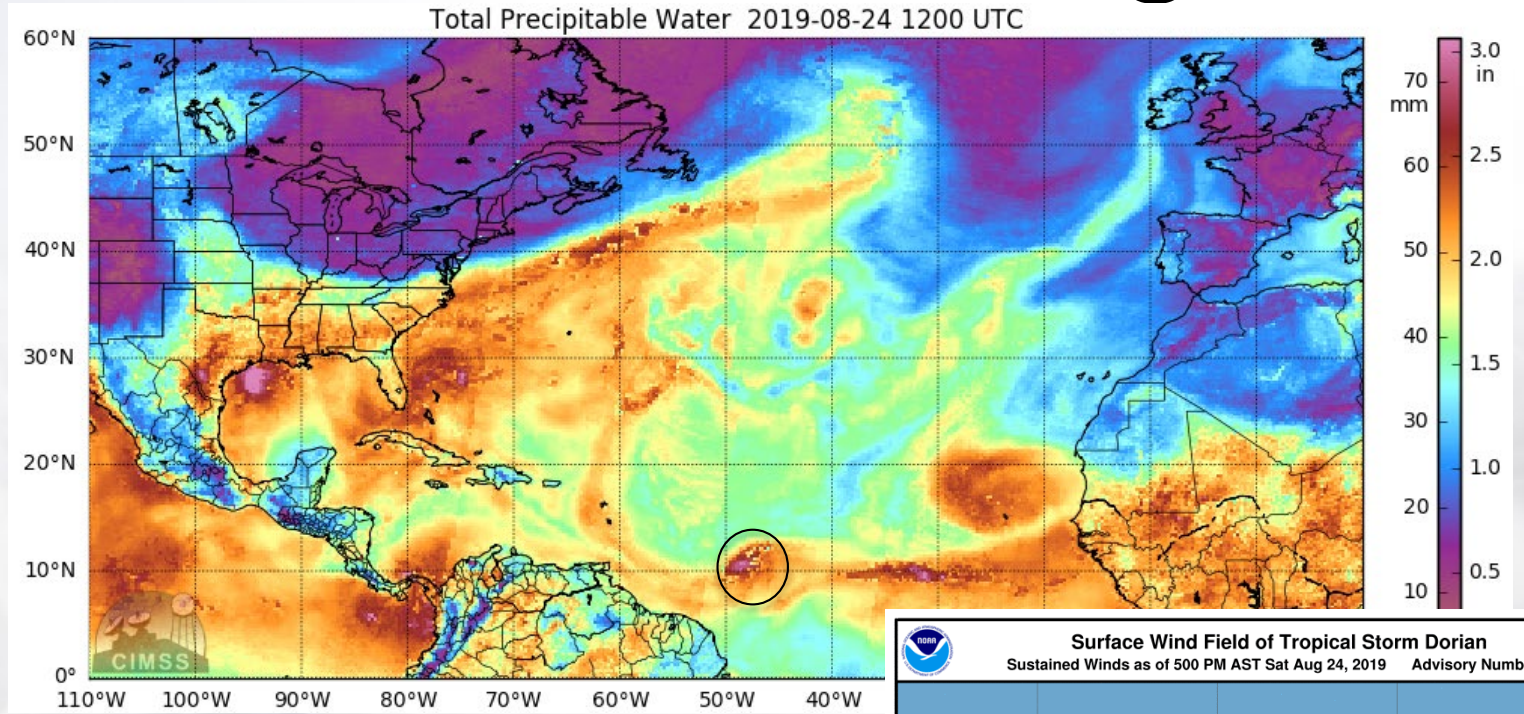 Total Precipitable Water 2019-08-24 1200 UTC
60°N
50°N
40°N
30°N
20°N
10°N
0°
110°W 100°W 90°W 80°W 70°W 60°W 50°W 40°W
70
mm
60
50
40
30
20
10
3.0
in
2.5
2.0
1.5
1.0
0.5
CIMSS
NOAA
Surface Wind Field of Tropical Storm Dorian
Sustained Winds as of 500 PM AST Sat Aug 24, 2019 Advisory Numb